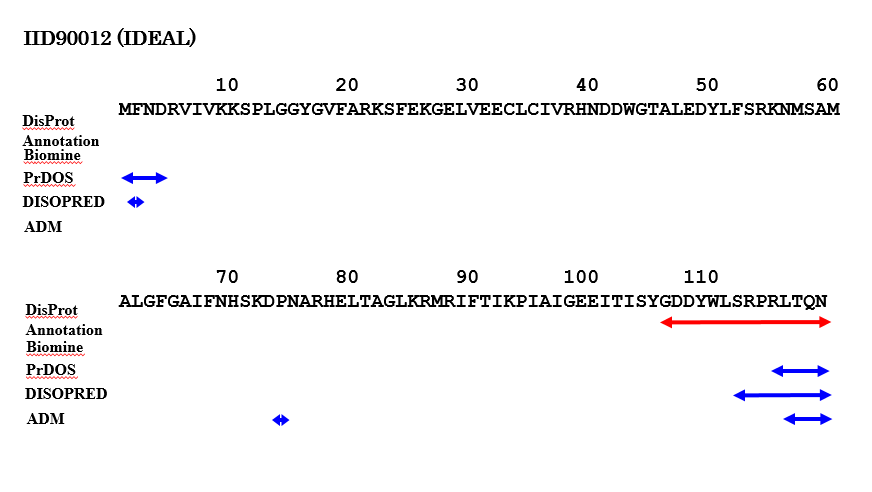 IID90012 (IDEAL)
10 20 30 40 50 60
MFNDRVIVKKSPLGGYGVFARKSFEKGELVEECLCIVRHNDDWGTALEDYLFSRKNMSAM
DisProt
Annotation
Biomine
PrDOS
DISOPRED
ADM
70 80 90 100 110
ALGFGAIFNHSKDPNARHELTAGLKRMRIFTIKPIAIGEEITISYGDDYWLSRPRLTQN
DisProt
Annotation
Biomine
PrDOS
DISOPRED
ADM